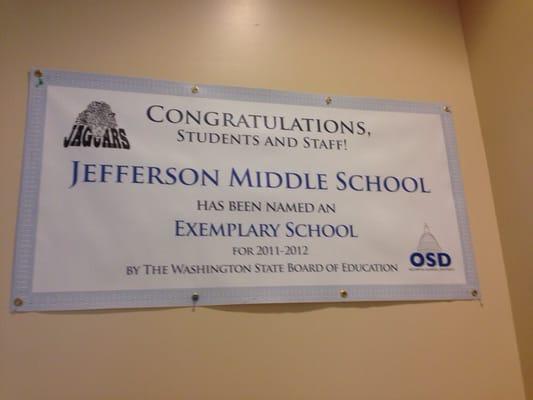 JAGUARS
CONGRATULATIONS,
STUDENTS AND STAFF!
JEFFERSON MIDDLE SCHOOL
HAS BEEN NAMED AN
EXEMPLARY SCHOOL
FOR 2011-2012
BY THE WASHINGTON STATE BOARD OF EDUCATION
OSD